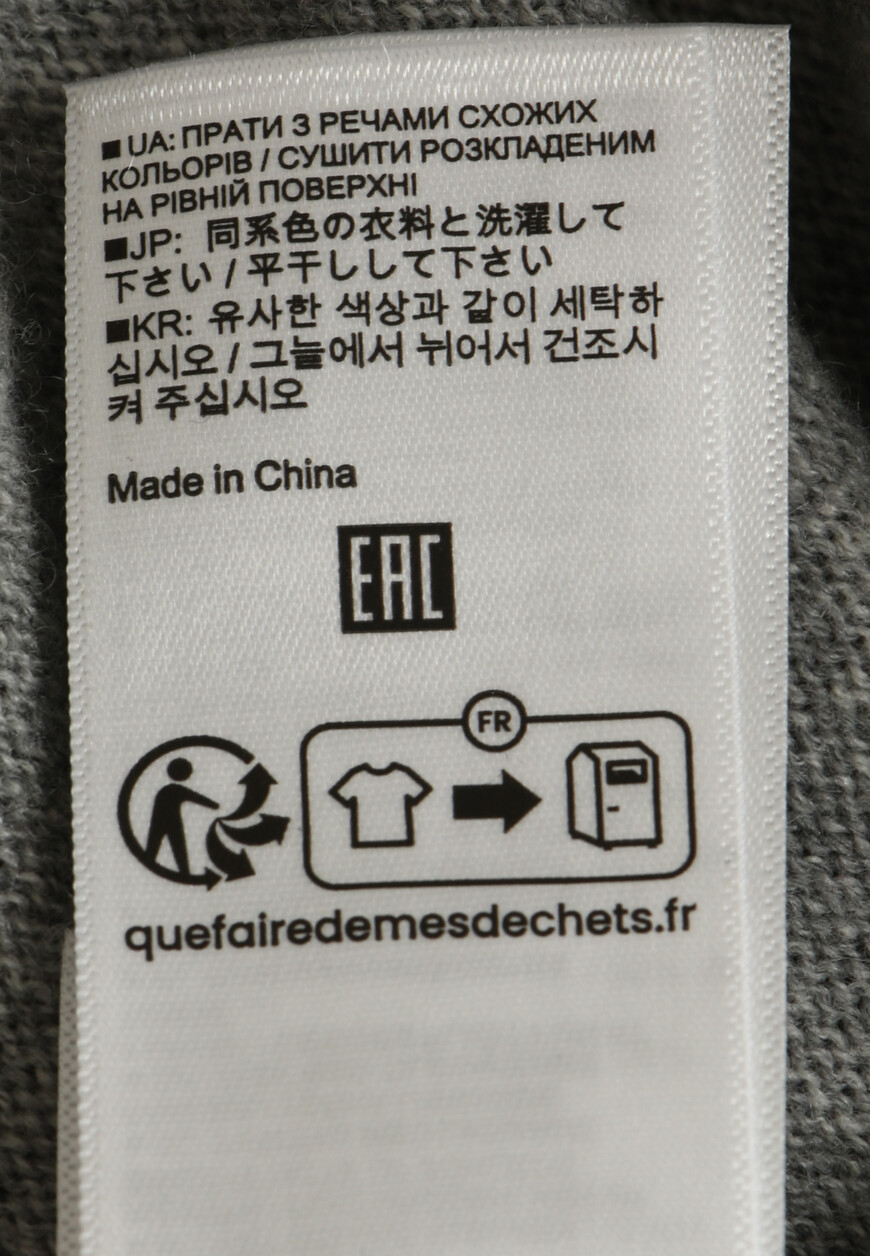 ■UA: ПРАТИ З РЕЧАМИ СХОЖИХ
КОЛЬОРІВ / СУШИТИ РОЗКЛАДЕНИМ
НА РІВНІЙ ПОВЕРХНІ
■JP: 同系色の衣料と洗濯して
下さい / 平干ししして下さい
■KR: 유사한 색상과 같이 세탁하
십시오 / 그늘에서 뉘어서 건조시
켜 주십시오
Made in China
EAC
FR
quefairedemesdechets.fr